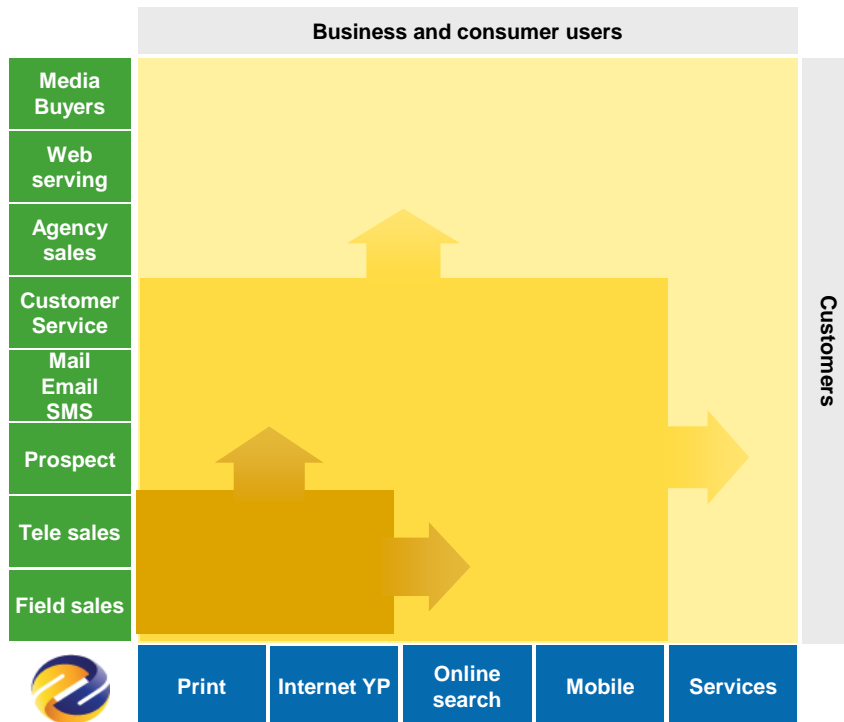 Business and consumer users
Media
Buyers
Web
serving
Agency
sales
Customer
Service
Mail
Email
SMS
Prospect
Tele sales
Field sales
Customers
Print
Internet YP
Online
search
Mobile
Services